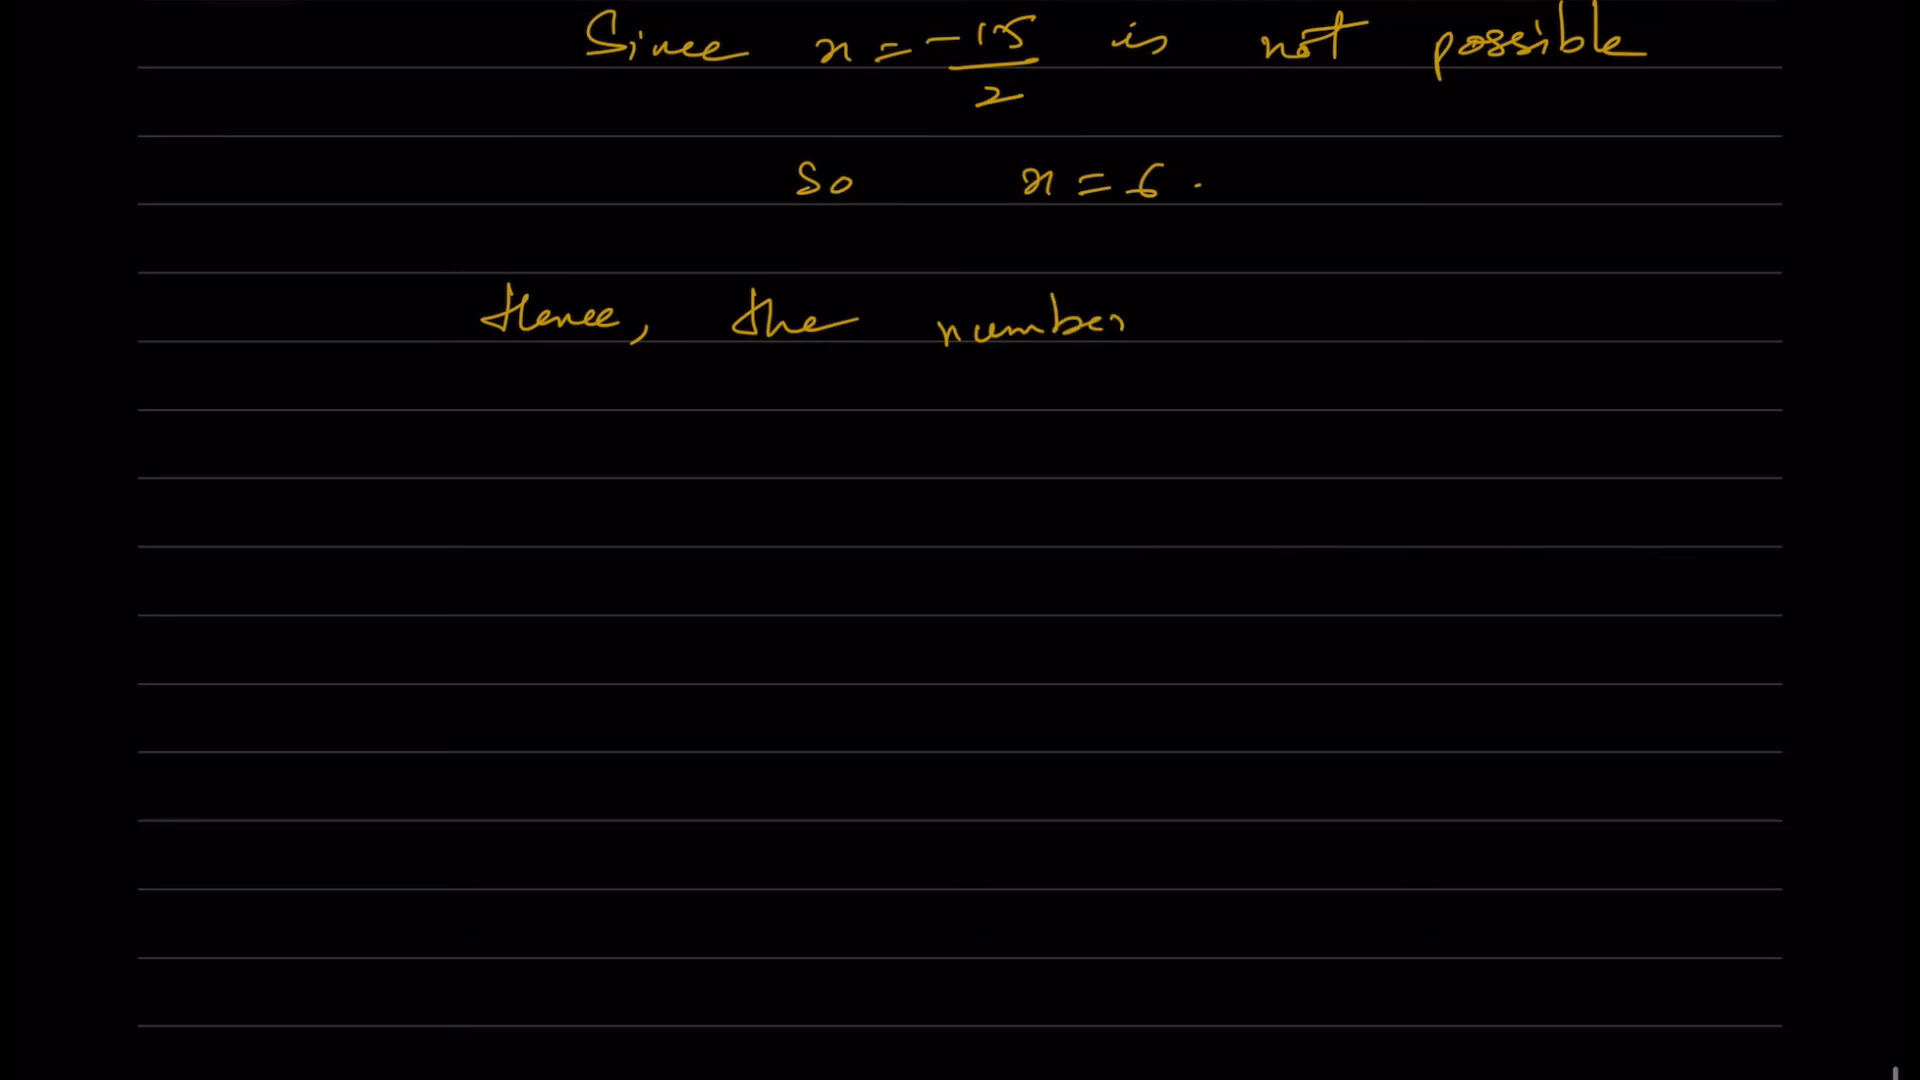 Since x = -15/2 is not possible
So x = 6.
Hence, the number